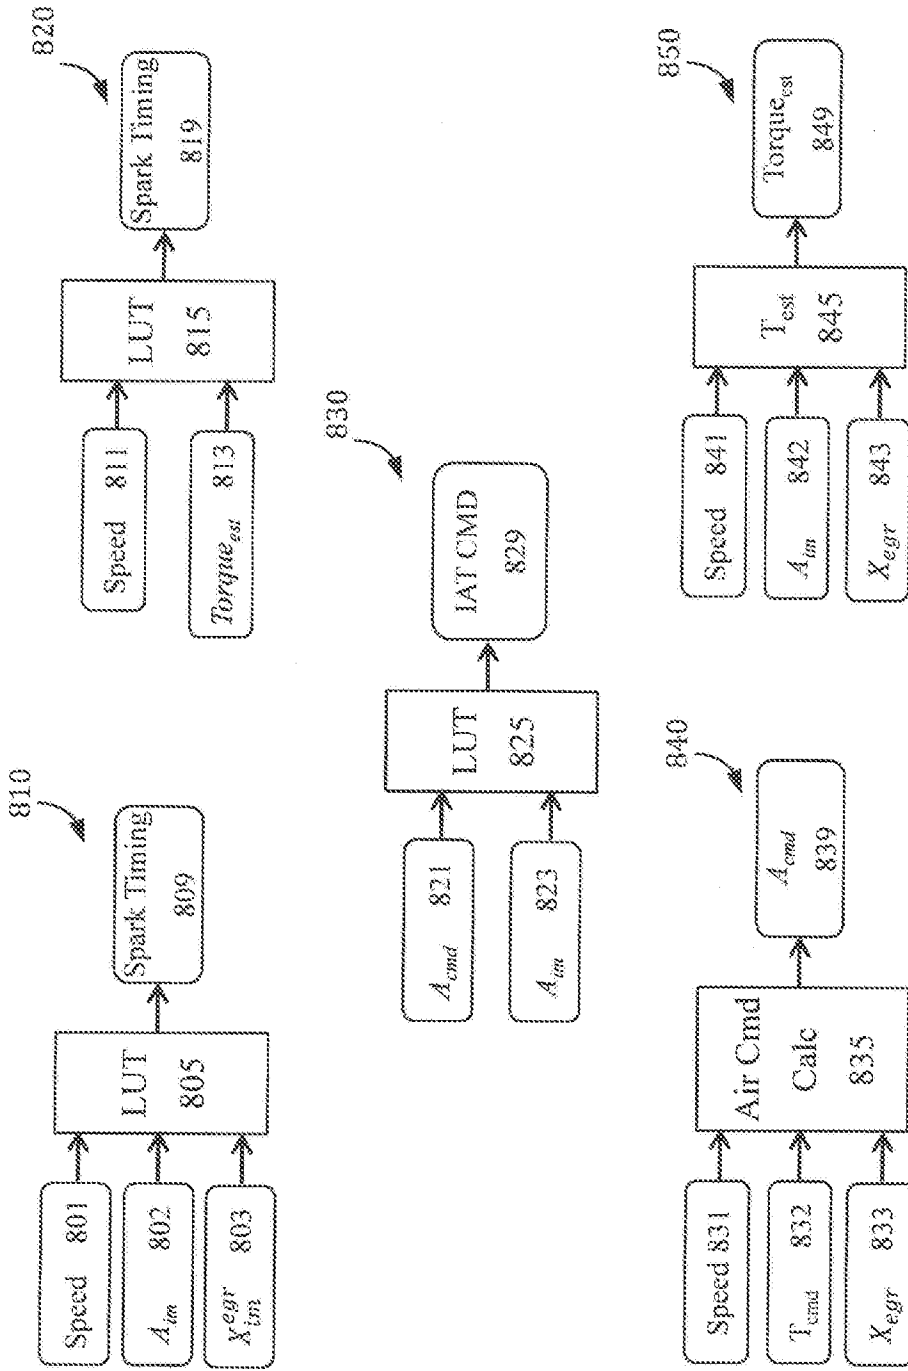 810
Speed 801
A_im 802
X_im^egr 803
LUT
805
Spark Timing
809
820
Speed 811
Torque_est 813
LUT
815
Spark Timing
819
830
A_cmd 821
A_im 823
LUT
825
IAT CMD
829
840
Speed 831
T_cmd 832
X_egr 833
Air Cmd
Calc
835
A_cmd
839
850
Speed 841
A_im 842
X_egr 843
T_est
845
Torque_est
849